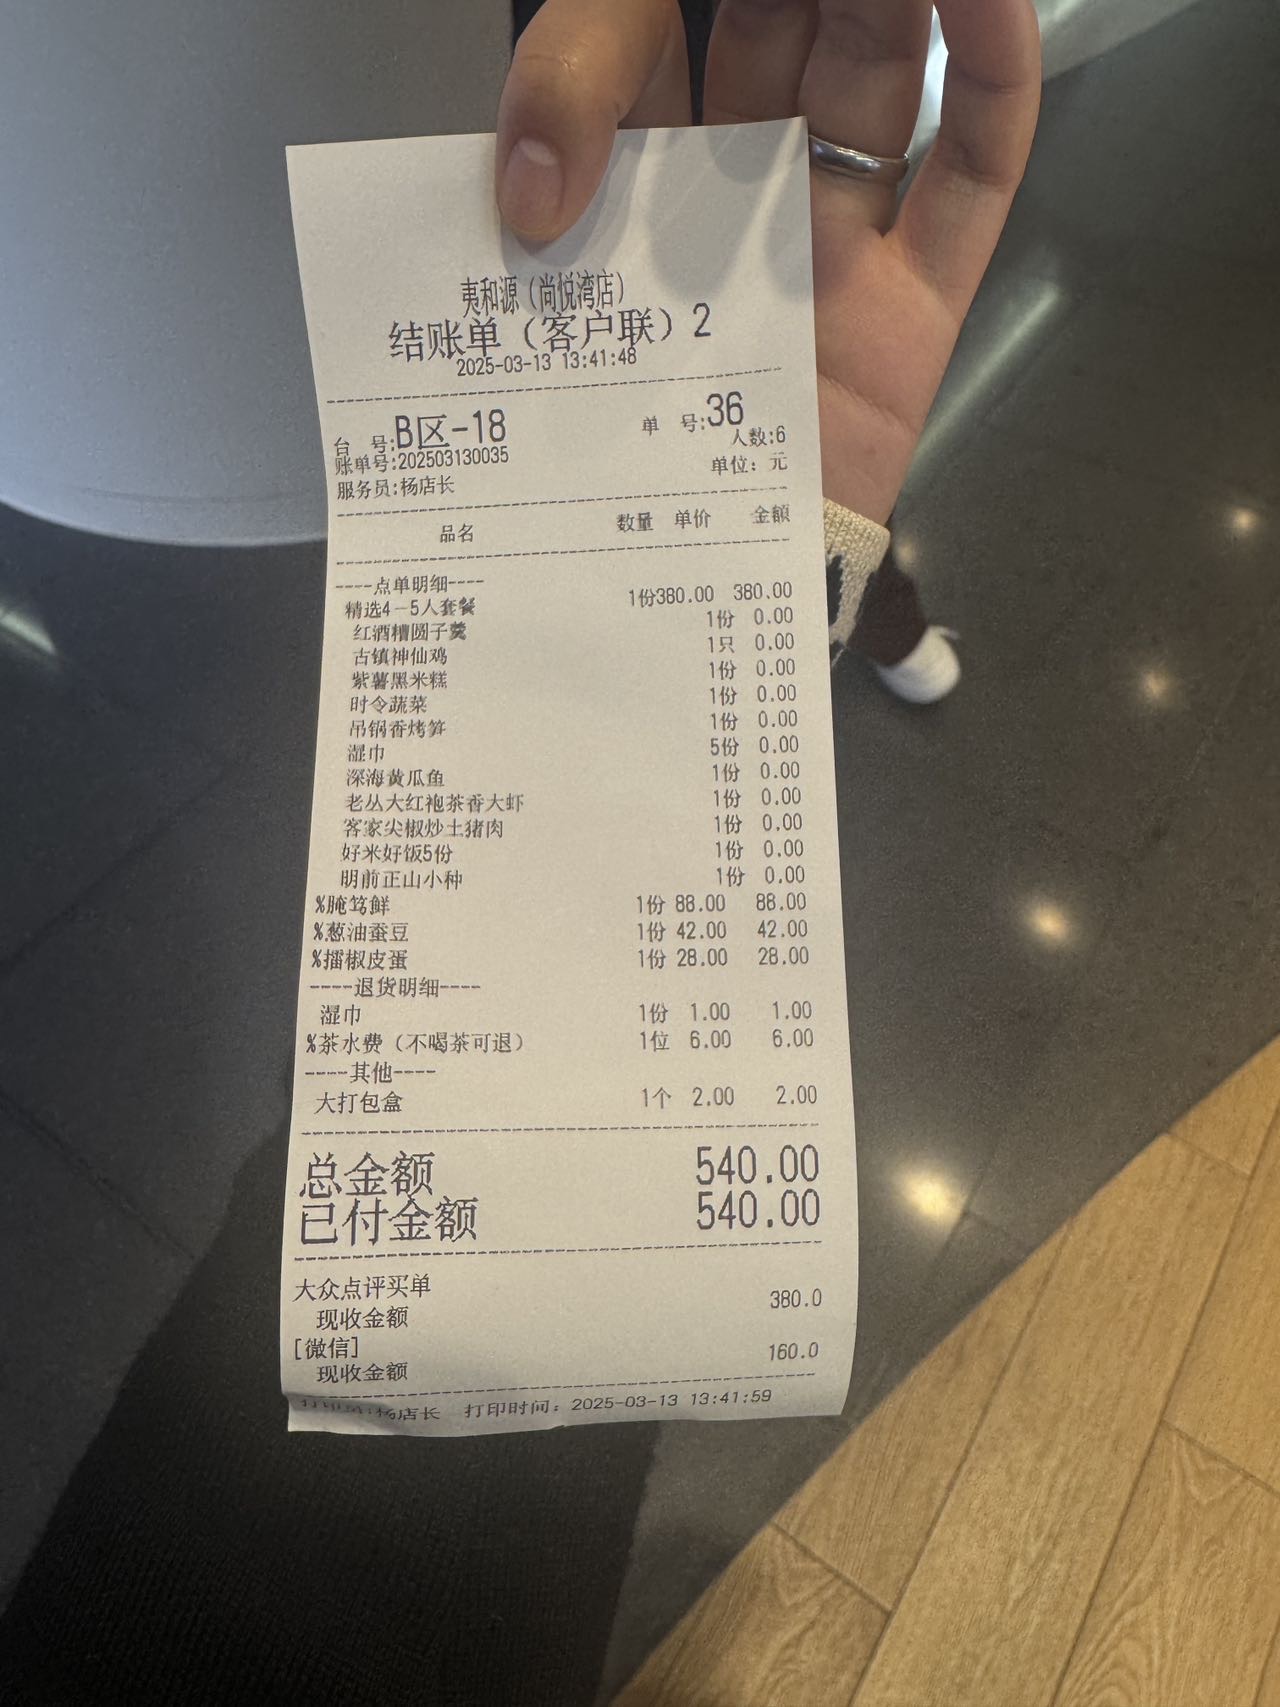 夷和源（尚悦湾店）
结账单（客户联）2
2025-03-13 13:41:48
台 号:B区-18 单 号:36
人数:6
账单号:202503130035
单位：元
服务员:杨店长
品名 数量 单价 金额
----点单明细----
精选4-5人套餐 1份380.00 380.00
红酒糟圆子羹 1份 0.00
古镇神仙鸡 1只 0.00
紫薯黑米糕 1份 0.00
时令蔬菜 1份 0.00
吊锅香烤笋 1份 0.00
湿巾 5份 0.00
深海黄瓜鱼 1份 0.00
老丛大红袍茶香大虾 1份 0.00
客家尖椒炒土猪肉 1份 0.00
好米好饭5份 1份 0.00
明前正山小种 1份 0.00
%腌笃鲜 1份 88.00 88.00
%葱油蚕豆 1份 42.00 42.00
%擂椒皮蛋 1份 28.00 28.00
----退货明细----
湿巾 1份 1.00 1.00
%茶水费（不喝茶可退） 1位 6.00 6.00
----其他----
大打包盒 1个 2.00 2.00
总金额 540.00
已付金额 540.00
大众点评买单
现收金额 380.0
[微信]
现收金额 160.0
杨店长 打印时间：2025-03-13 13:41:59